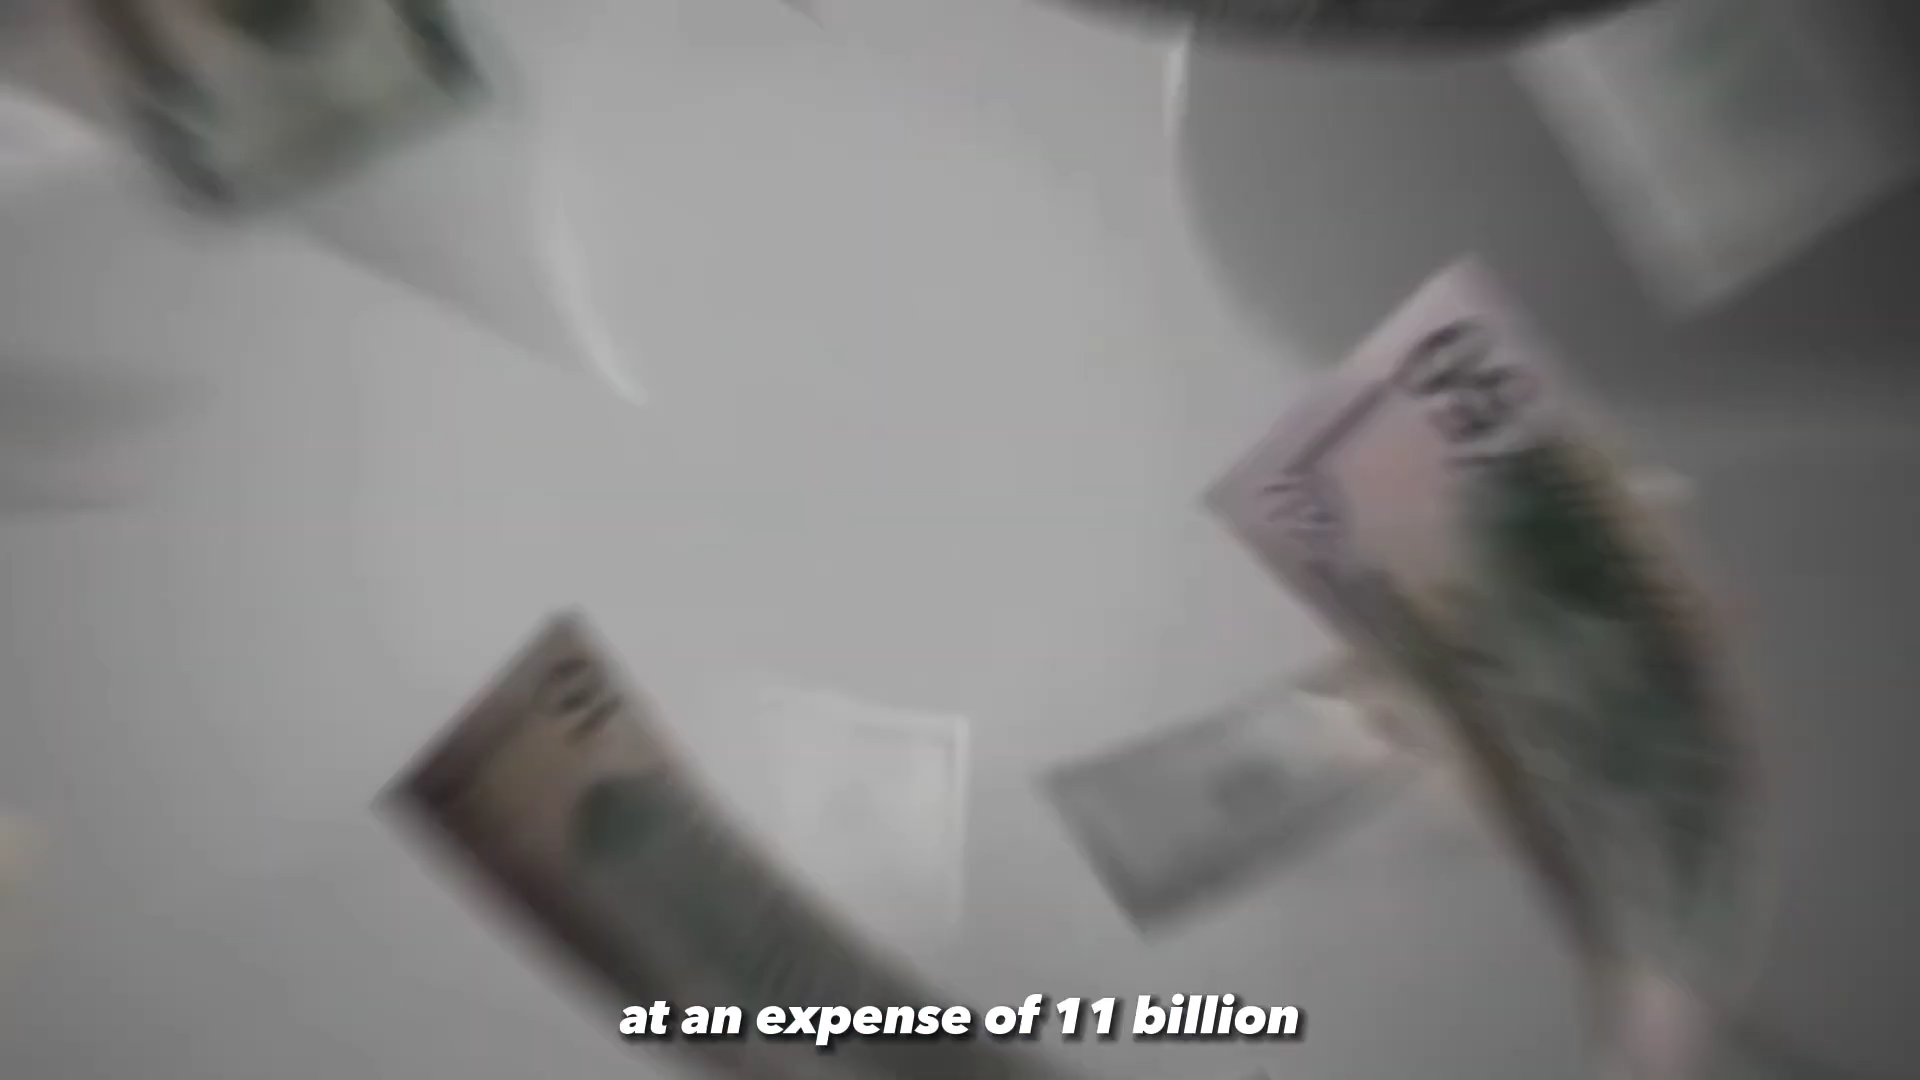 at an expense of 11 billion